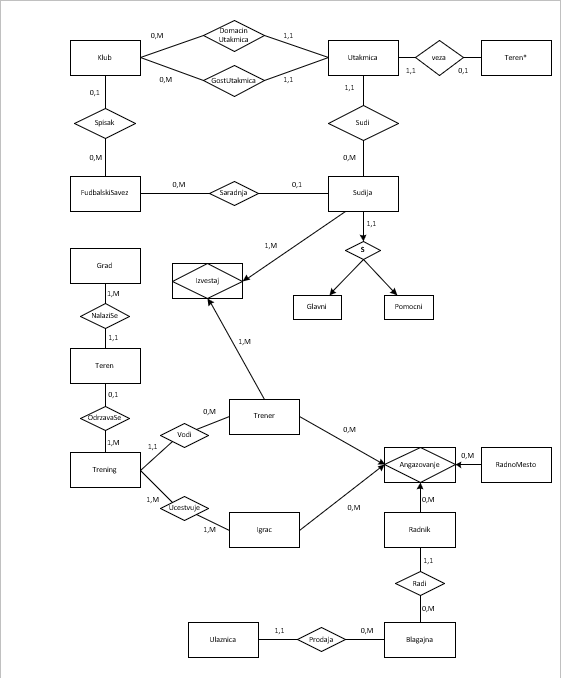 0,M
Domacin
Utakmica
1,1
Klub
Utakmica
veza
Teren*
0,M
GostUtakmica
1,1
1,1
0,1
0,1
1,1
Spisak
Sudi
0,M
0,M
FudbalskiSavez
0,M
Saradnja
0,1
Sudija
1,1
1,M
S
Grad
Izvestaj
1,M
Glavni
Pomocni
NalaziSe
1,1
1,M
Teren
0,1
OdrzavaSe
0,M
Trener
0,M
1,M
1,1
Vodi
Trening
Angazovanje
0,M
RadnoMesto
1,M
Ucestvuje
0,M
0,M
1,M
Igrac
Radnik
1,1
Radi
0,M
Ulaznica
1,1
Prodaja
0,M
Blagajna